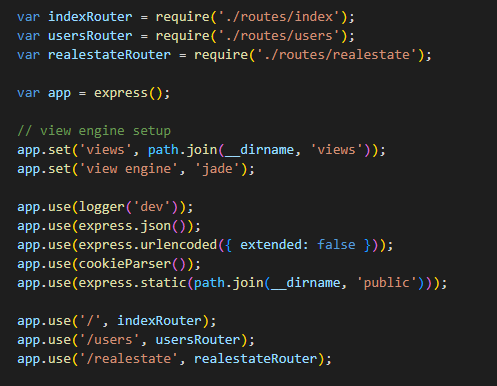 var indexRouter = require('./routes/index');
var usersRouter = require('./routes/users');
var realestateRouter = require('./routes/realestate');
var app = express();
// view engine setup
app.set('views', path.join(__dirname, 'views'));
app.set('view engine', 'jade');
app.use(logger('dev'));
app.use(express.json());
app.use(express.urlencoded({ extended: false }));
app.use(cookieParser());
app.use(express.static(path.join(__dirname, 'public')));
app.use('/', indexRouter);
app.use('/users', usersRouter);
app.use('/realestate', realestateRouter);